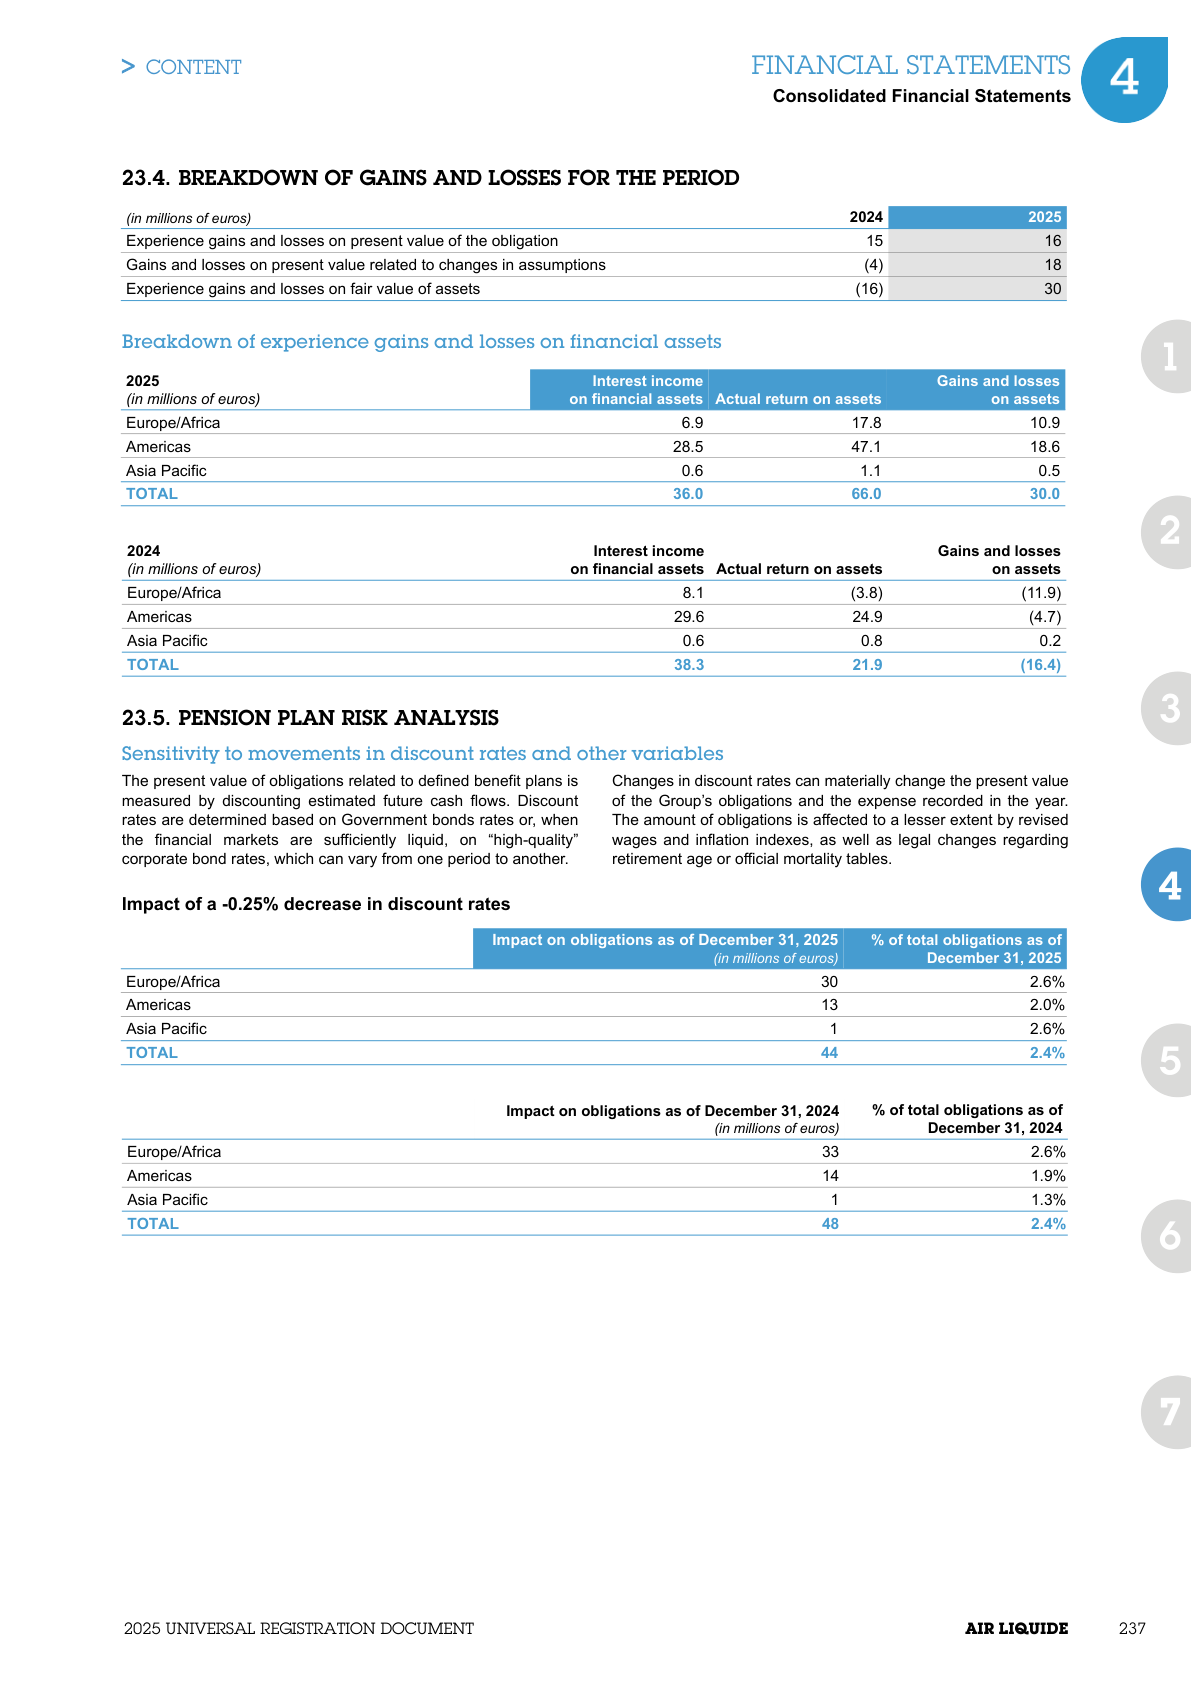 > CONTENT
FINANCIAL STATEMENTS
Consolidated Financial Statements
4
23.4. BREAKDOWN OF GAINS AND LOSSES FOR THE PERIOD
(in millions of euros) 2024 2025
Experience gains and losses on present value of the obligation 15 16
Gains and losses on present value related to changes in assumptions (4) 18
Experience gains and losses on fair value of assets (16) 30
Breakdown of experience gains and losses on financial assets
2025 Interest income Gains and losses
(in millions of euros) on financial assets Actual return on assets on assets
Europe/Africa 6.9 17.8 10.9
Americas 28.5 47.1 18.6
Asia Pacific 0.6 1.1 0.5
TOTAL 36.0 66.0 30.0
2024 Interest income Gains and losses
(in millions of euros) on financial assets Actual return on assets on assets
Europe/Africa 8.1 (3.8) (11.9)
Americas 29.6 24.9 (4.7)
Asia Pacific 0.6 0.8 0.2
TOTAL 38.3 21.9 (16.4)
23.5. PENSION PLAN RISK ANALYSIS
Sensitivity to movements in discount rates and other variables
The present value of obligations related to defined benefit plans is
measured by discounting estimated future cash flows. Discount
rates are determined based on Government bonds rates or, when
the financial markets are sufficiently liquid, on “high-quality”
corporate bond rates, which can vary from one period to another.
Changes in discount rates can materially change the present value
of the Group’s obligations and the expense recorded in the year.
The amount of obligations is affected to a lesser extent by revised
wages and inflation indexes, as well as legal changes regarding
retirement age or official mortality tables.
Impact of a -0.25% decrease in discount rates
Impact on obligations as of December 31, 2025 % of total obligations as of
(in millions of euros) December 31, 2025
Europe/Africa 30 2.6%
Americas 13 2.0%
Asia Pacific 1 2.6%
TOTAL 44 2.4%
Impact on obligations as of December 31, 2024 % of total obligations as of
(in millions of euros) December 31, 2024
Europe/Africa 33 2.6%
Americas 14 1.9%
Asia Pacific 1 1.3%
TOTAL 48 2.4%
1
2
3
4
5
6
7
2025 UNIVERSAL REGISTRATION DOCUMENT AIR LIQUIDE 237